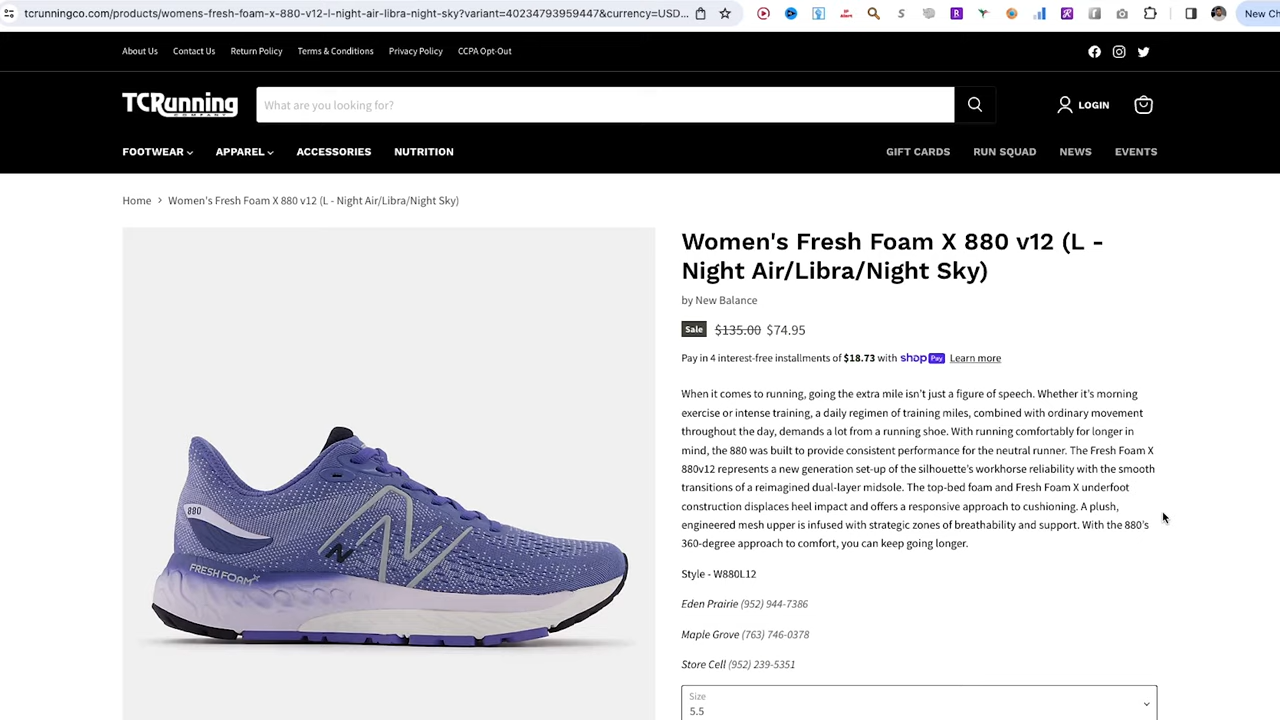 tcrunningco.com/products/womens-fresh-foam-x-880-v12-l-night-air-libra-night-sky?variant=40234793959447&currency=USD...
New Ch
About Us Contact Us Return Policy Terms & Conditions Privacy Policy CCPA Opt-Out
TCRunning
COMPANY
What are you looking for?
LOGIN
FOOTWEAR APPAREL ACCESSORIES NUTRITION GIFT CARDS RUN SQUAD NEWS EVENTS
Home > Women's Fresh Foam X 880 v12 (L - Night Air/Libra/Night Sky)
Women's Fresh Foam X 880 v12 (L -
Night Air/Libra/Night Sky)
by New Balance
Sale $135.00 $74.95
Pay in 4 interest-free installments of $18.73 with shop Pay Learn more
When it comes to running, going the extra mile isn't just a figure of speech. Whether it's morning
exercise or intense training, a daily regimen of training miles, combined with ordinary movement
throughout the day, demands a lot from a running shoe. With running comfortably for longer in
mind, the 880 was built to provide consistent performance for the neutral runner. The Fresh Foam X
880v12 represents a new generation set-up of the silhouette's workhorse reliability with the smooth
transitions of a reimagined dual-layer midsole. The top-bed foam and Fresh Foam X underfoot
construction displaces heel impact and offers a responsive approach to cushioning. A plush,
engineered mesh upper is infused with strategic zones of breathability and support. With the 880's
360-degree approach to comfort, you can keep going longer.
Style - W880L12
Eden Prairie (952) 944-7386
Maple Grove (763) 746-0378
Store Cell (952) 239-5351
Size
5.5
880
FRESH FOAM X
N